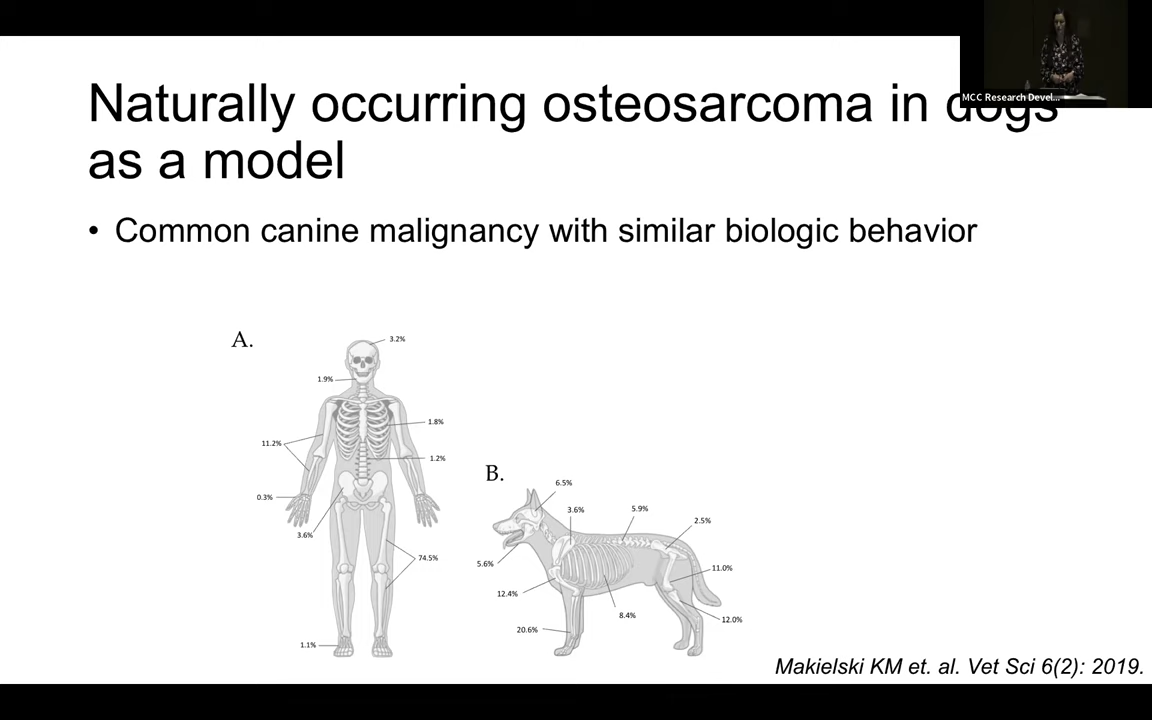 MCC Research Devel...
Naturally occurring osteosarcoma in dogs
as a model
• Common canine malignancy with similar biologic behavior
A.
3.2%
1.9%
1.8%
11.2%
1.2%
0.3%
3.6%
74.5%
1.1%
B.
6.5%
3.6%
5.9%
2.5%
5.6%
11.0%
12.4%
8.4%
12.0%
20.6%
Makielski KM et. al. Vet Sci 6(2): 2019.